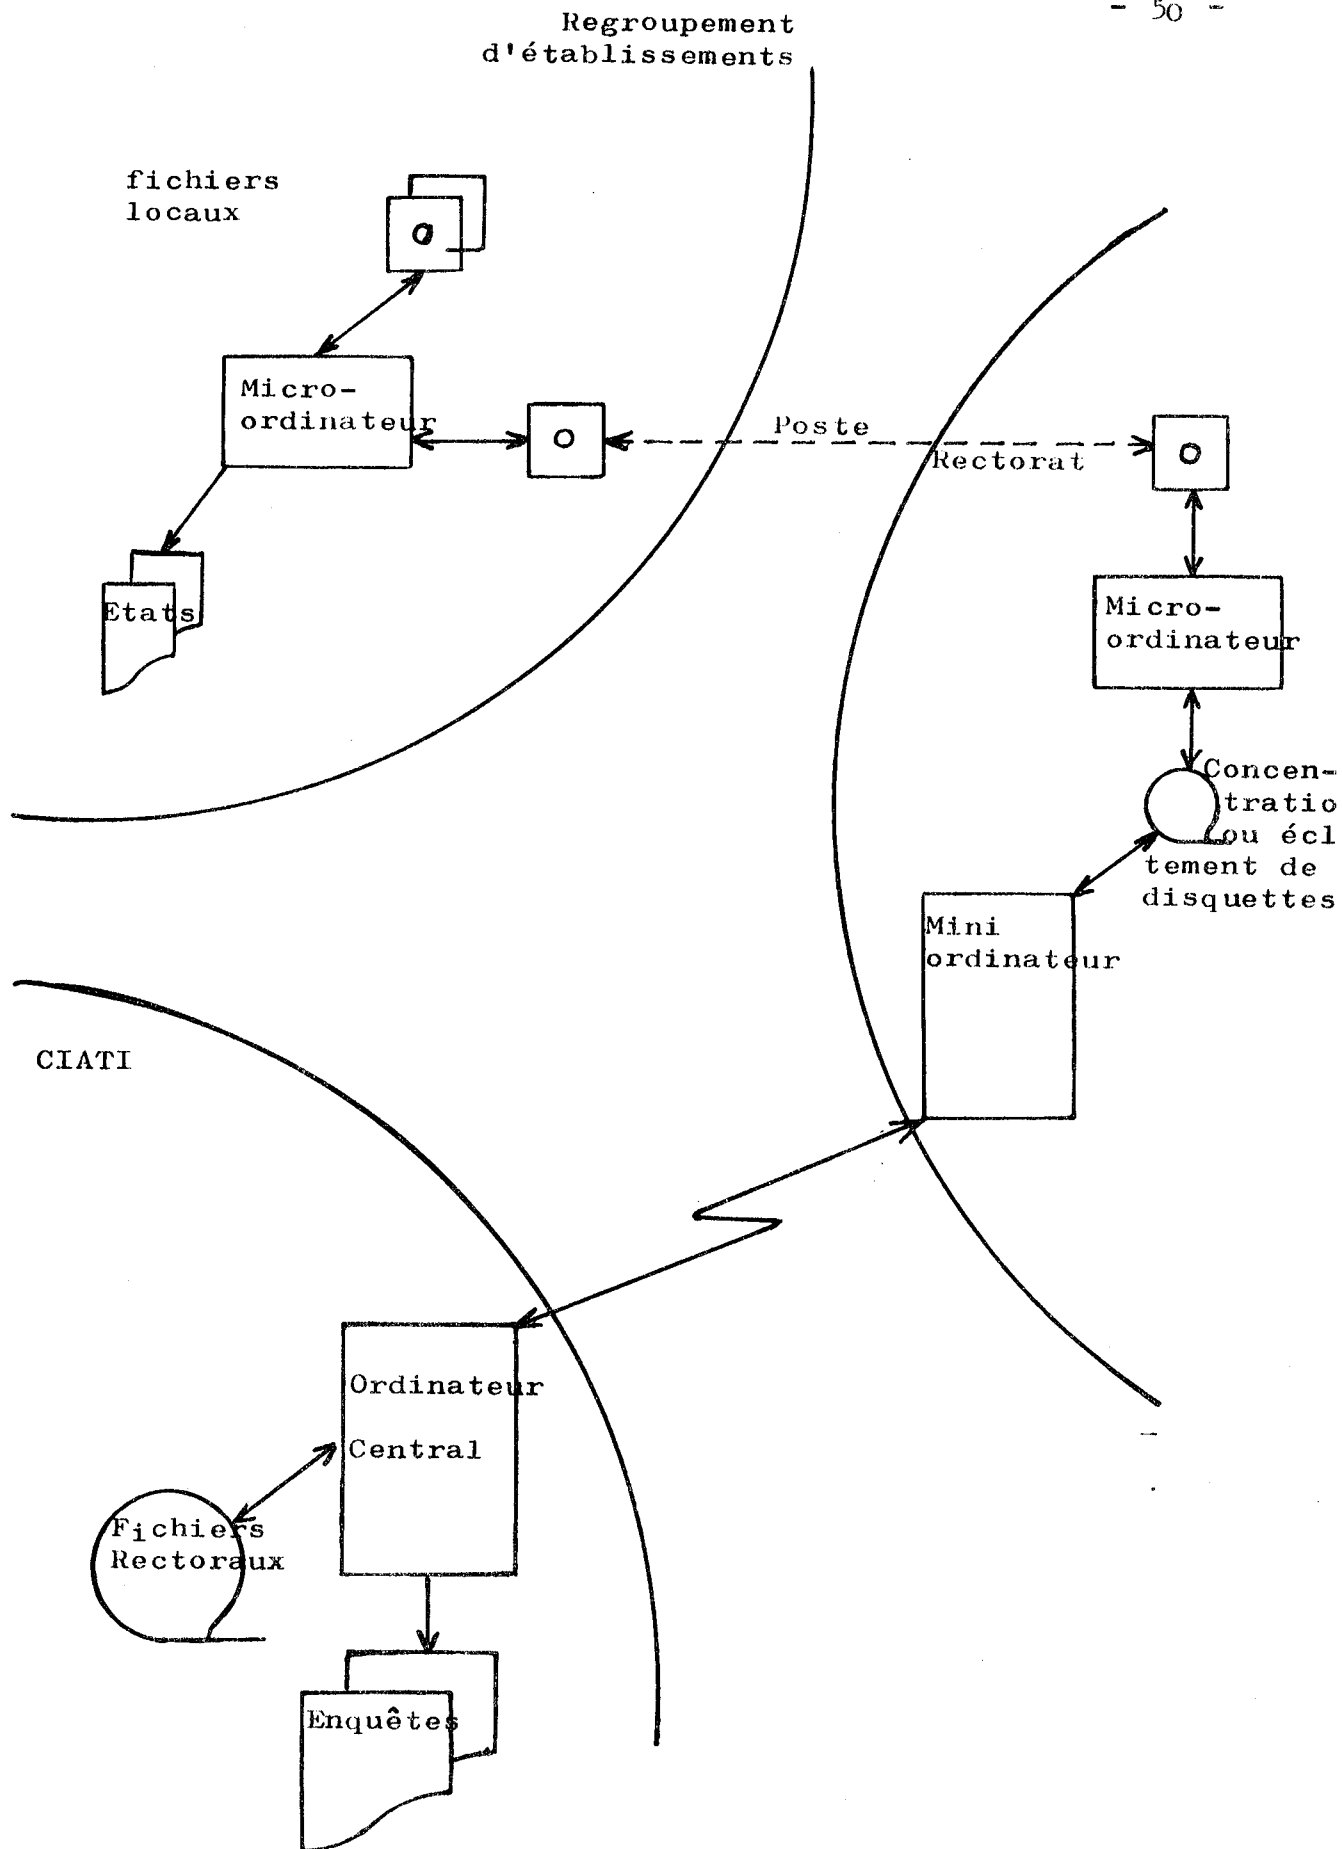 - 50 -
Regroupement
d'établissements
fichiers
locaux
Micro-
ordinateur
Poste
Rectorat
Etats
Micro-
ordinateur
Concen-
tratio
ou écl
tement de
disquettes
Mini
ordinateur
CIATI
Ordinateur
Central
Fichiers
Rectoraux
Enquêtes